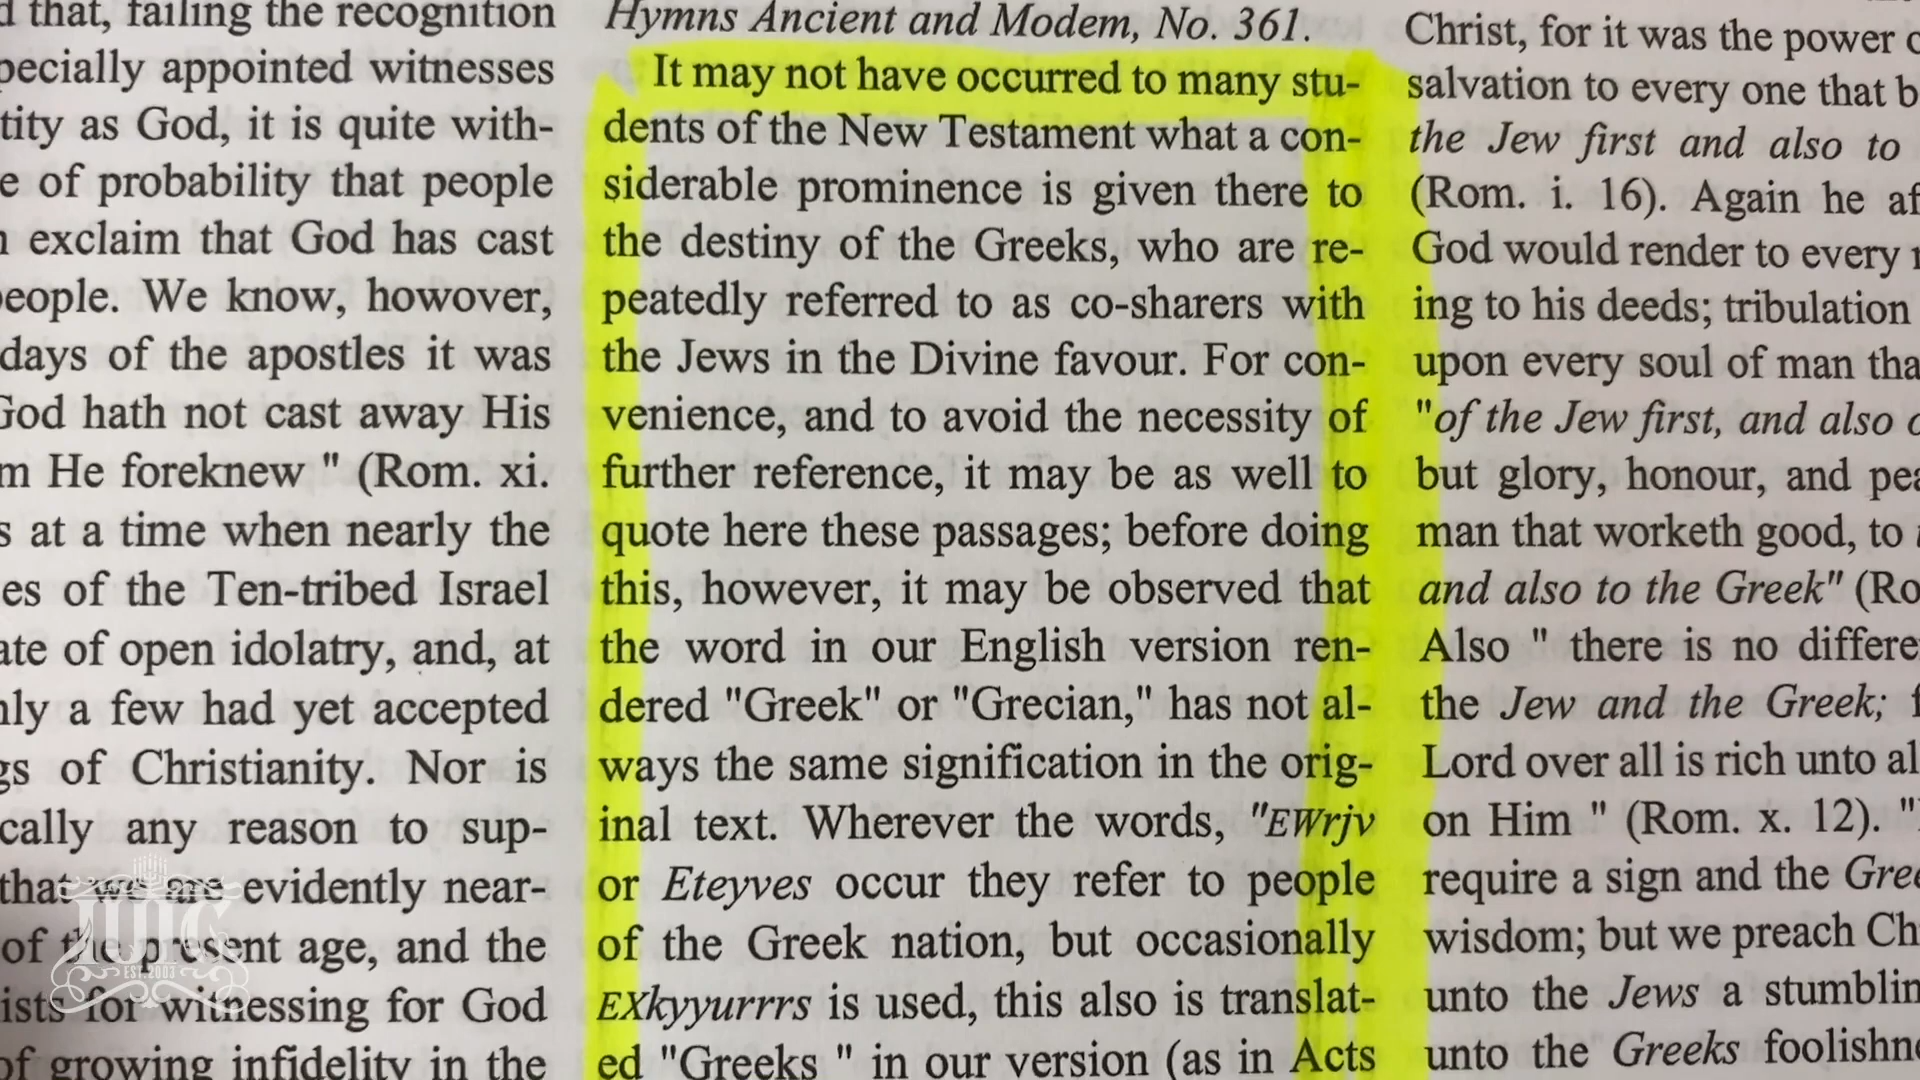 d that, failing the recognition
pecially appointed witnesses
tity as God, it is quite with-
e of probability that people
n exclaim that God has cast
people. We know, however,
days of the apostles it was
God hath not cast away His
m He foreknew " (Rom. xi.
s at a time when nearly the
es of the Ten-tribed Israel
ate of open idolatry, and, at
nly a few had yet accepted
gs of Christianity. Nor is
cally any reason to sup-
that we are evidently near-
of the present age, and the
ists for witnessing for God
of growing infidelity in the
Hymns Ancient and Modem, No. 361.
It may not have occurred to many stu-
dents of the New Testament what a con-
siderable prominence is given there to
the destiny of the Greeks, who are re-
peatedly referred to as co-sharers with
the Jews in the Divine favour. For con-
venience, and to avoid the necessity of
further reference, it may be as well to
quote here these passages; before doing
this, however, it may be observed that
the word in our English version ren-
dered "Greek" or "Grecian," has not al-
ways the same signification in the orig-
inal text. Wherever the words, "EWrjv
or Eteyves occur they refer to people
of the Greek nation, but occasionally
EXkyyurrrs is used, this also is translat-
ed "Greeks " in our version (as in Acts
Christ, for it was the power o
salvation to every one that b
the Jew first and also to
(Rom. i. 16). Again he af
God would render to every
ing to his deeds; tribulation
upon every soul of man tha
"of the Jew first, and also o
but glory, honour, and pea
man that worketh good, to
and also to the Greek" (Ro
Also " there is no differe
the Jew and the Greek; f
Lord over all is rich unto al
on Him " (Rom. x. 12). "
require a sign and the Gree
wisdom; but we preach Ch
unto the Jews a stumblin
unto the Greeks foolishne
IUIC
EST. 2003